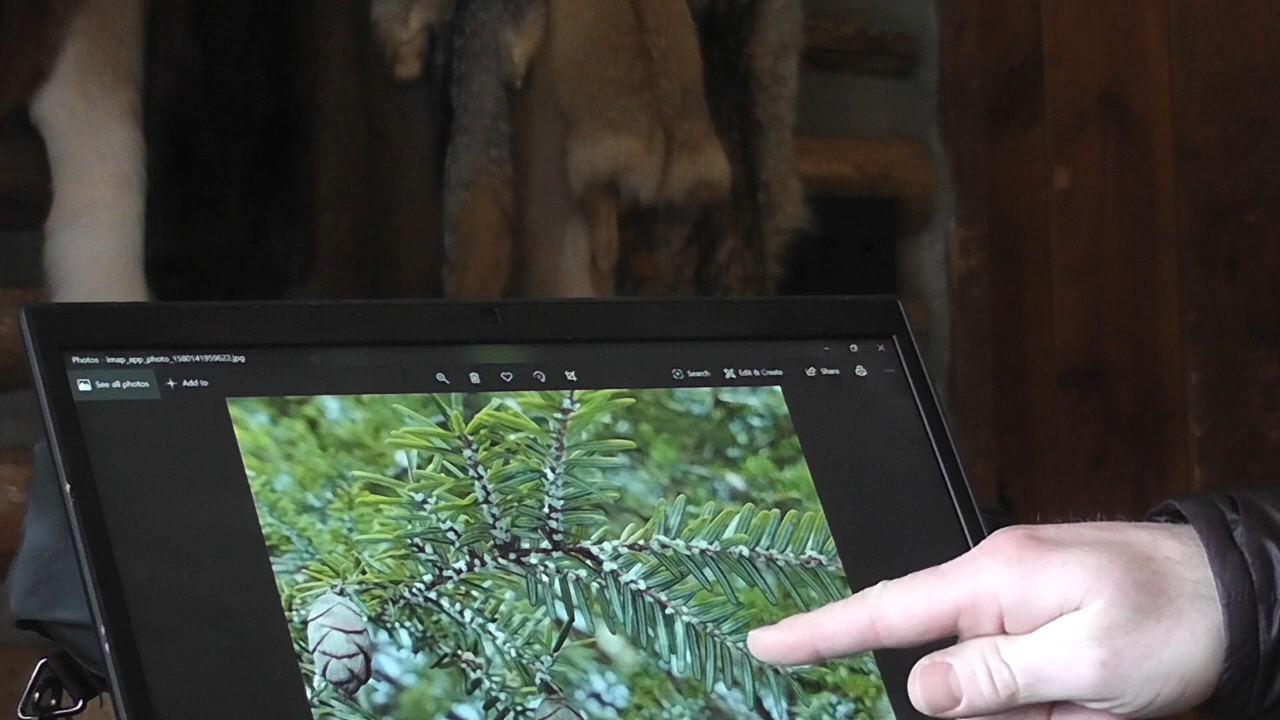 Photos - imap_app_photo_1580141959622.jpg
See all photos
Add to
Search
Edit & Create
Share